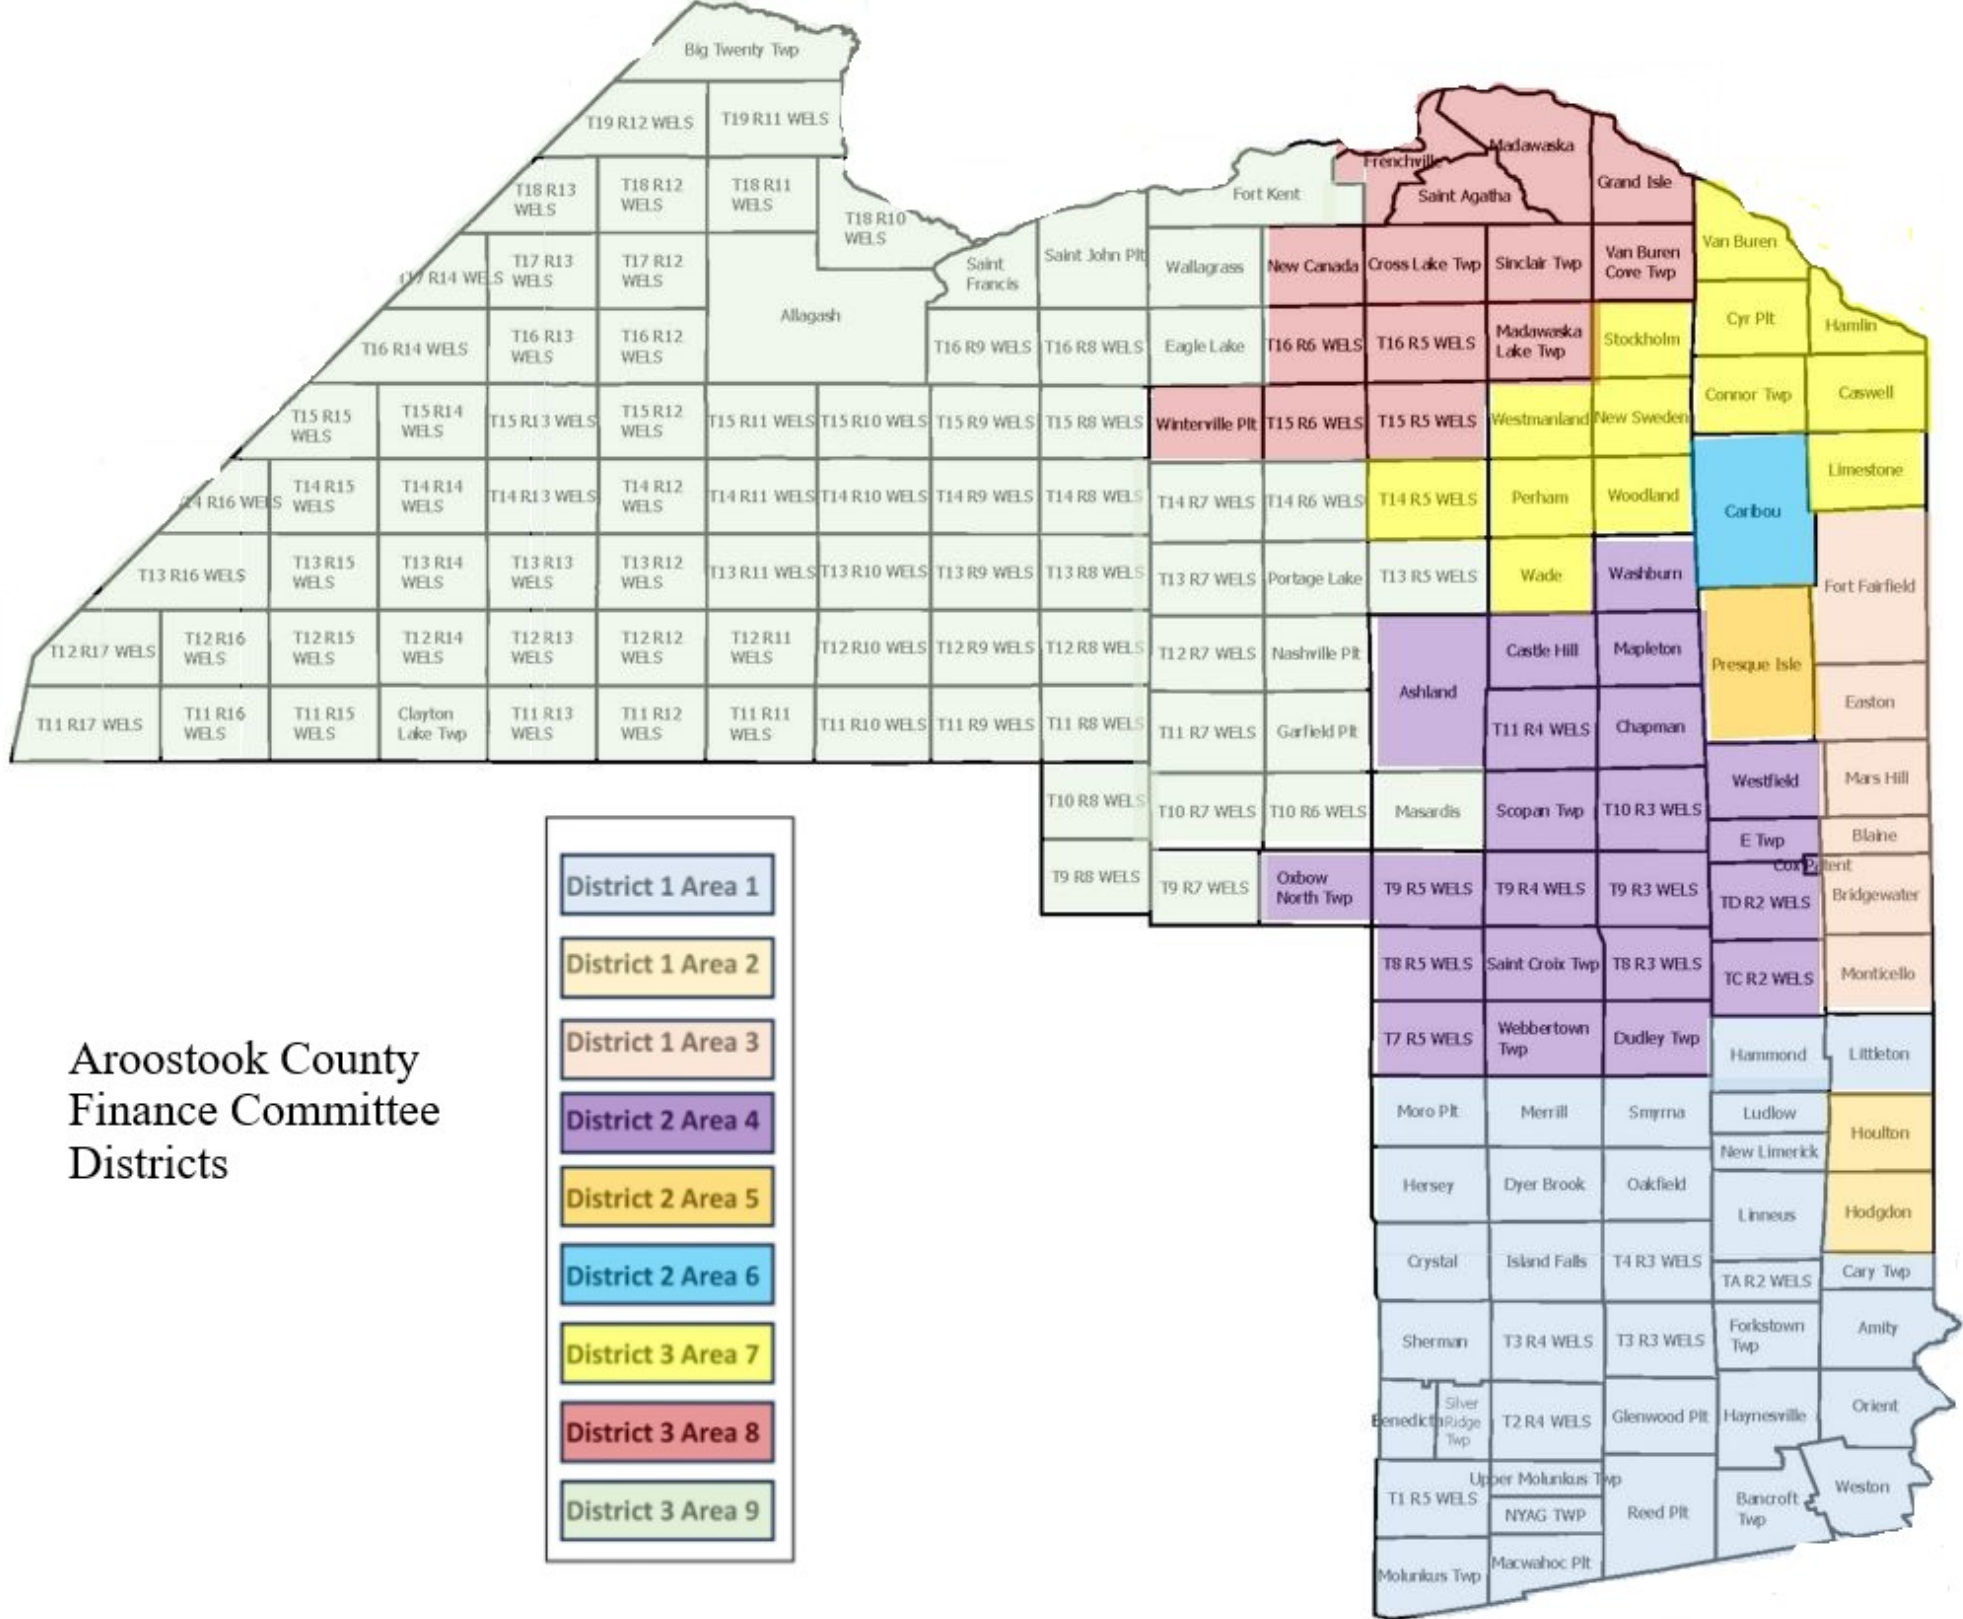 Big Twenty Twp
T19 R12 WELS
T19 R11 WELS
T18 R13
WELS
T18 R12
WELS
T18 R11
WELS
T18 R10
WELS
R14 WELS
T17 R13
WELS
T17 R12
WELS
Allagash
Saint
Francis
Saint John Plt
Fort Kent
Frenchville
Madawaska
Saint Agatha
Grand Isle
Wallagrass
New Canada
Cross Lake Twp
Sinclair Twp
Van Buren
Cove Twp
Van Buren
T16 R14 WELS
T16 R13
WELS
T16 R12
WELS
T16 R9 WELS
T16 R8 WELS
Eagle Lake
T16 R6 WELS
T16 R5 WELS
Madawaska
Lake Twp
Stockholm
Cyr Plt
Hamlin
T15 R15
WELS
T15 R14
WELS
T15 R13 WELS
T15 R12
WELS
T15 R11 WELS
T15 R10 WELS
T15 R9 WELS
T15 R8 WELS
Winterville Plt
T15 R6 WELS
T15 R5 WELS
Westmanland
New Sweden
Connor Twp
Caswell
R16 WELS
T14 R15
WELS
T14 R14
WELS
T14 R13 WELS
T14 R12
WELS
T14 R11 WELS
T14 R10 WELS
T14 R9 WELS
T14 R8 WELS
T14 R7 WELS
T14 R6 WELS
T14 R5 WELS
Perham
Woodland
Caribou
Limestone
T13 R16 WELS
T13 R15
WELS
T13 R14
WELS
T13 R13
WELS
T13 R12
WELS
T13 R11 WELS
T13 R10 WELS
T13 R9 WELS
T13 R8 WELS
T13 R7 WELS
Portage Lake
T13 R5 WELS
Wade
Washburn
Fort Fairfield
T12 R17 WELS
T12 R16
WELS
T12 R15
WELS
T12 R14
WELS
T12 R13
WELS
T12 R12
WELS
T12 R11
WELS
T12 R10 WELS
T12 R9 WELS
T12 R8 WELS
T12 R7 WELS
Nashville Plt
Ashland
Castle Hill
Mapleton
Presque Isle
Easton
T11 R17 WELS
T11 R16
WELS
T11 R15
WELS
Clayton
Lake Twp
T11 R13
WELS
T11 R12
WELS
T11 R11
WELS
T11 R10 WELS
T11 R9 WELS
T11 R8 WELS
T11 R7 WELS
Garfield Plt
T11 R4 WELS
Chapman
Westfield
Mars Hill
T10 R8 WELS
T10 R7 WELS
T10 R6 WELS
Masardis
Scopan Twp
T10 R3 WELS
E Twp
Blaine
Cox Patent
T9 R8 WELS
T9 R7 WELS
Oxbow
North Twp
T9 R5 WELS
T9 R4 WELS
T9 R3 WELS
TD R2 WELS
Bridgewater
T8 R5 WELS
Saint Croix Twp
T8 R3 WELS
TC R2 WELS
Monticello
T7 R5 WELS
Webbertown
Twp
Dudley Twp
Hammond
Littleton
Moro Plt
Merrill
Smyrna
Ludlow
New Limerick
Houlton
Hersey
Dyer Brook
Oakfield
Linneus
Hodgdon
Crystal
Island Falls
T4 R3 WELS
TA R2 WELS
Cary Twp
Sherman
T3 R4 WELS
T3 R3 WELS
Forkstown
Twp
Amity
Silver
Ridge
Twp
T2 R4 WELS
Glenwood Plt
Haynesville
Orient
T1 R5 WELS
Upper Molunkus Twp
NYAG TWP
Reed Plt
Bancroft
Twp
Weston
Molunkus Twp
Macwahoc Plt
Aroostook County
Finance Committee
Districts
District 1 Area 1
District 1 Area 2
District 1 Area 3
District 2 Area 4
District 2 Area 5
District 2 Area 6
District 3 Area 7
District 3 Area 8
District 3 Area 9